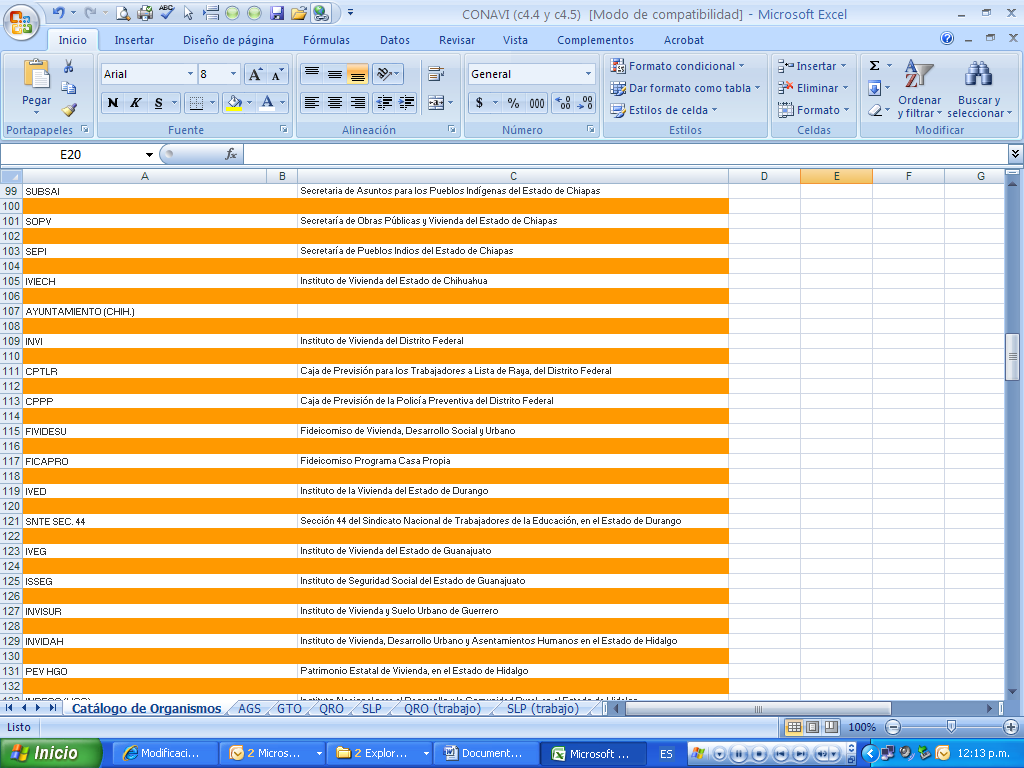 CONAVI (c4.4 y c4.5) [Modo de compatibilidad] - Microsoft Excel
Inicio Insertar Diseño de página Fórmulas Datos Revisar Vista Complementos Acrobat
Pegar
Portapapeles
Arial 8
N K S
Fuente
Alineación
General
$ % 000
Número
Formato condicional
Dar formato como tabla
Estilos de celda
Estilos
Insertar
Eliminar
Formato
Celdas
Ordenar y filtrar
Buscar y seleccionar
Modificar
E20 fx
A B C D E F G
99 SUBSAI Secretaria de Asuntos para los Pueblos Indígenas del Estado de Chiapas
100
101 SOPV Secretaría de Obras Públicas y Vivienda del Estado de Chiapas
102
103 SEPI Secretaría de Pueblos Indios del Estado de Chiapas
104
105 IVIECH Instituto de Vivienda del Estado de Chihuahua
106
107 AYUNTAMIENTO (CHIH.)
108
109 INVI Instituto de Vivienda del Distrito Federal
110
111 CPTLR Caja de Previsión para los Trabajadores a Lista de Raya, del Distrito Federal
112
113 CPPP Caja de Previsión de la Policía Preventiva del Distrito Federal
114
115 FIVIDESU Fideicomiso de Vivienda, Desarrollo Social y Urbano
116
117 FICAPRO Fideicomiso Programa Casa Propia
118
119 IVED Instituto de la Vivienda del Estado de Durango
120
121 SNTE SEC. 44 Sección 44 del Sindicato Nacional de Trabajadores de la Educación, en el Estado de Durango
122
123 IVEG Instituto de Vivienda del Estado de Guanajuato
124
125 ISSEG Instituto de Seguridad Social del Estado de Guanajuato
126
127 INVISUR Instituto de Vivienda y Suelo Urbano de Guerrero
128
129 INVIDAH Instituto de Vivienda, Desarrollo Urbano y Asentamientos Humanos en el Estado de Hidalgo
130
131 PEV HGO Patrimonio Estatal de Vivienda, en el Estado de Hidalgo
132
Catálogo de Organismos AGS GTO QRO SLP QRO (trabajo) SLP (trabajo)
Listo 100%
Inicio Modificaci... 2 Micros... 2 Explor... Document... Microsoft ... ES 12:13 p.m.